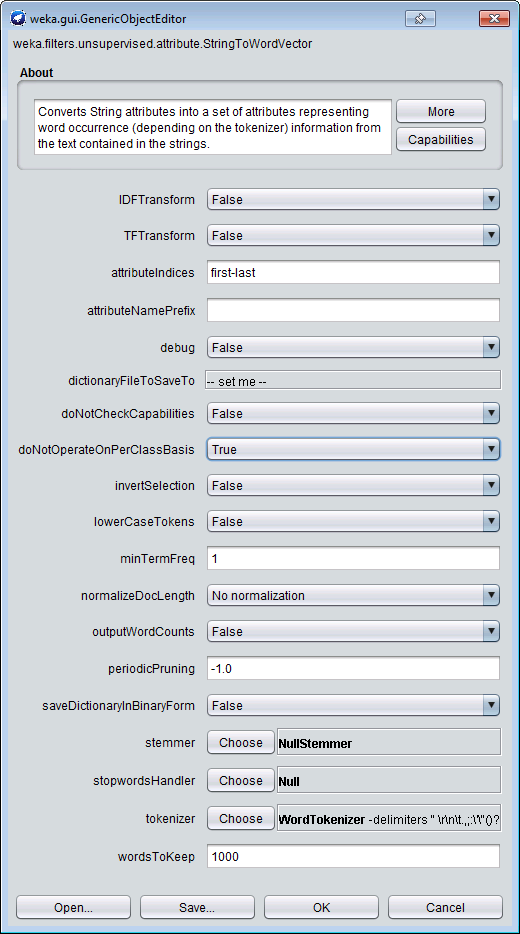 weka.gui.GenericObjectEditor
weka.filters.unsupervised.attribute.StringToWordVector
About
Converts String attributes into a set of attributes representing
word occurrence (depending on the tokenizer) information from
the text contained in the strings.
More
Capabilities
IDFTransform False
TFTransform False
attributeIndices first-last
attributeNamePrefix
debug False
dictionaryFileToSaveTo -- set me --
doNotCheckCapabilities False
doNotOperateOnPerClassBasis True
invertSelection False
lowerCaseTokens False
minTermFreq 1
normalizeDocLength No normalization
outputWordCounts False
periodicPruning -1.0
saveDictionaryInBinaryForm False
stemmer Choose NullStemmer
stopwordsHandler Choose Null
tokenizer Choose WordTokenizer -delimiters " \r\n\t.,;:\'\"()?
wordsToKeep 1000
Open... Save... OK Cancel